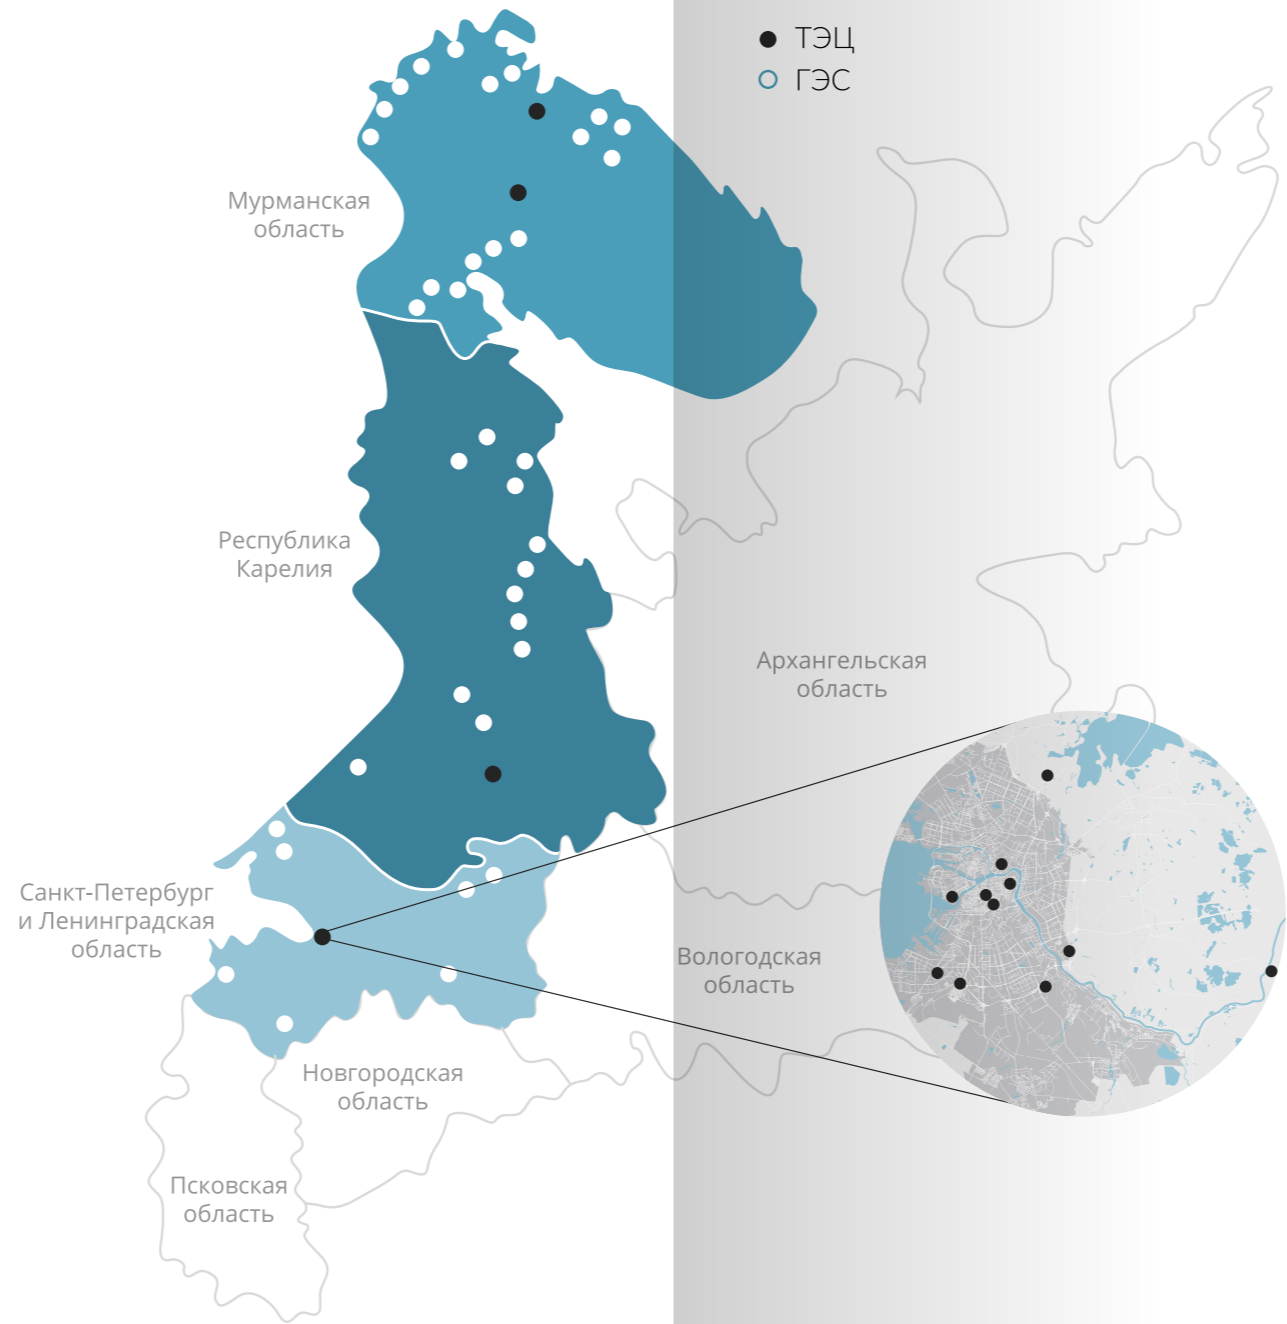 ТЭЦ
ГЭС
Мурманская
область
Республика
Карелия
Архангельская
область
Санкт-Петербург
и Ленинградская
область
Вологодская
область
Новгородская
область
Псковская
область